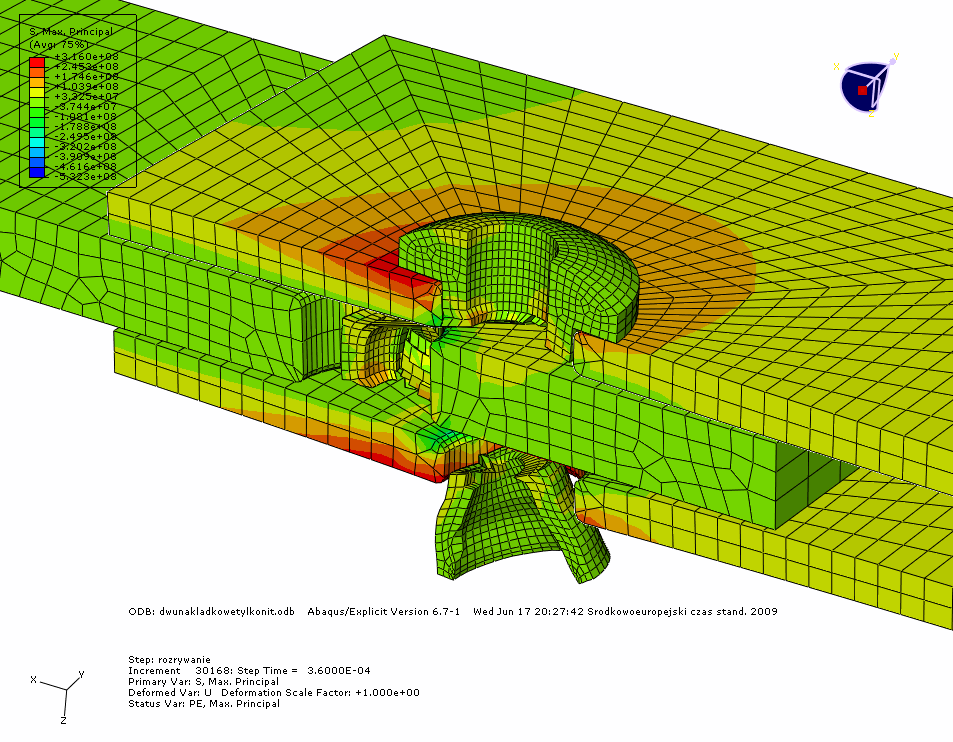 S, Max. Principal
(Avg: 75%)
+3.160e+08
+2.453e+08
+1.746e+08
+1.039e+08
+3.325e+07
-3.744e+07
-1.081e+08
-1.788e+08
-2.495e+08
-3.202e+08
-3.909e+08
-4.616e+08
-5.323e+08
X Y
Z
ODB: dwunakladkowetylkonit.odb Abaqus/Explicit Version 6.7-1 Wed Jun 17 20:27:42 Srodkowoeuropejski czas stand. 2009
Step: rozrywanie
Increment 30168: Step Time = 3.6000E-04
Primary Var: S, Max. Principal
Deformed Var: U Deformation Scale Factor: +1.000e+00
Status Var: PE, Max. Principal
X Y
Z